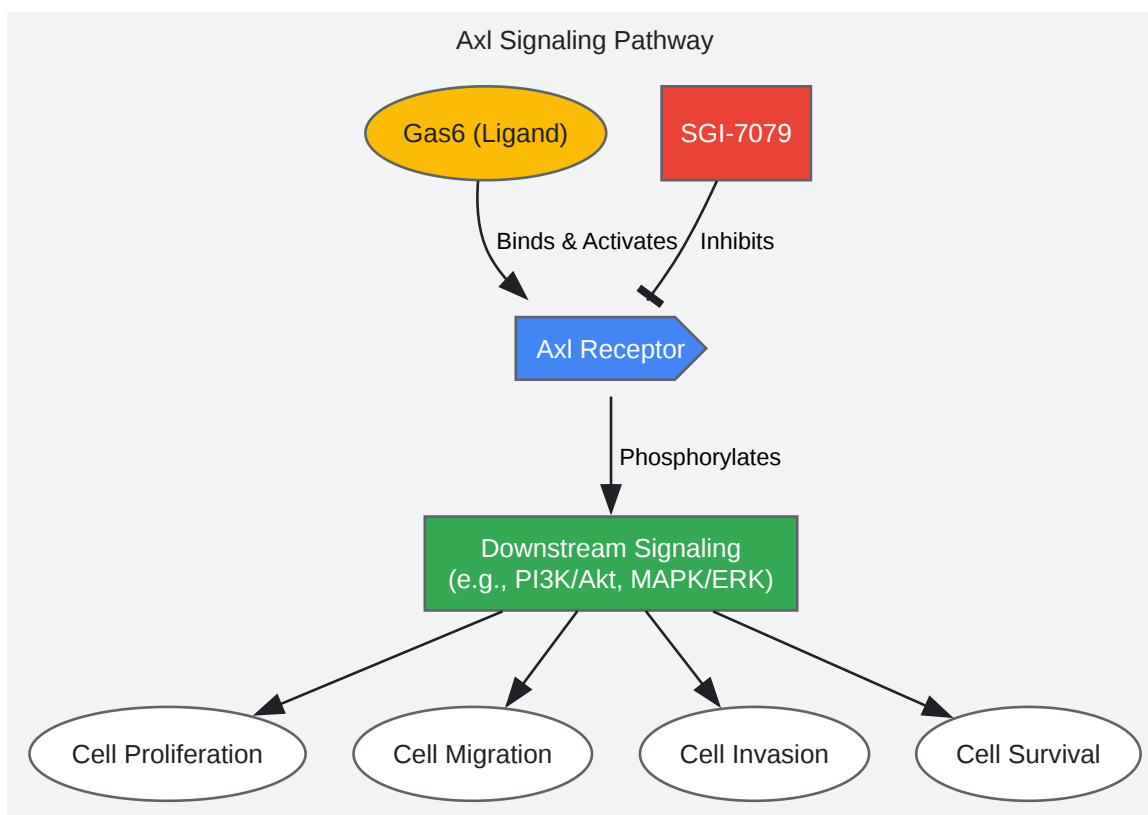 Axl Signaling Pathway
Gas6 (Ligand)
SGI-7079
Binds & Activates
Inhibits
Axl Receptor
Phosphorylates
Downstream Signaling
(e.g., PI3K/Akt, MAPK/ERK)
Cell Proliferation
Cell Migration
Cell Invasion
Cell Survival